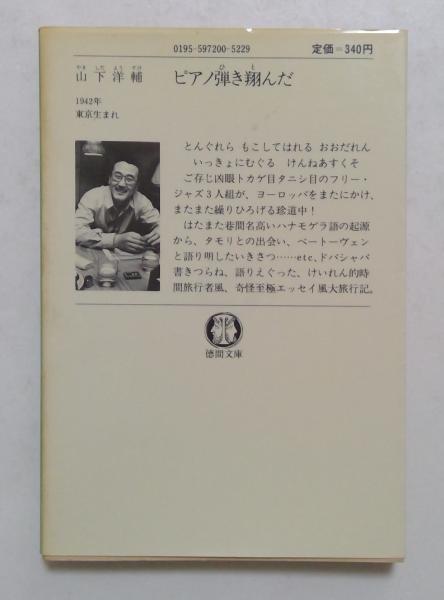 0195-597200-5229
定価=340円
やま した よう すけ
山下洋輔
ひ と
ピアノ弾き翔んだ
1942年
東京生まれ
とんぐれら もこしてはれる おおだれん
いっきょにむぐる けんねあすくそ
ご存じ凶眼トカゲ目タニシ目のフリー・
ジャズ3人組が、ヨーロッパをまたにかけ、
またまた繰りひろげる珍道中！
はたまた巷間名高いハナモゲラ語の起源
から、タモリとの出会い、ベートーヴェン
と語り明したいきさつ……etc、ドバシャバ
書きつらね、語りえぐった、けいれん的時
間旅行者風、奇怪至極エッセイ風大旅行記。
徳間文庫